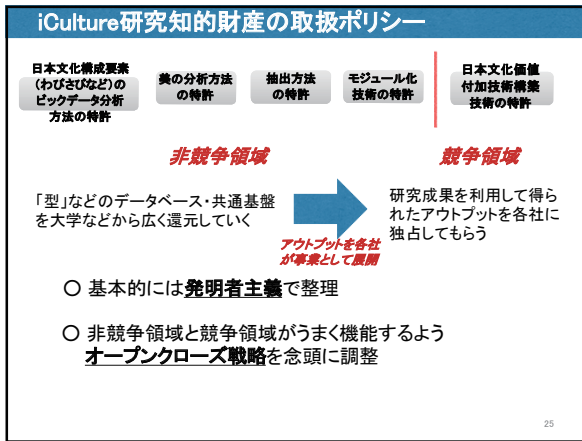 iCulture研究知的財産の取扱ポリシー
日本文化構成要素
(わびさびなど)の
ビックデータ分析
方法の特許
美の分析方法
の特許
抽出方法
の特許
モジュール化
技術の特許
日本文化価値
付加技術構築
技術の特許
非競争領域
競争領域
「型」などのデータベース・共通基盤
を大学などから広く還元していく
アウトプットを各社
が事業として展開
研究成果を利用して得ら
れたアウトプットを各社に
独占してもらう
○ 基本的には発明者主義で整理
○ 非競争領域と競争領域がうまく機能するよう
オープンクローズ戦略を念頭に調整
25